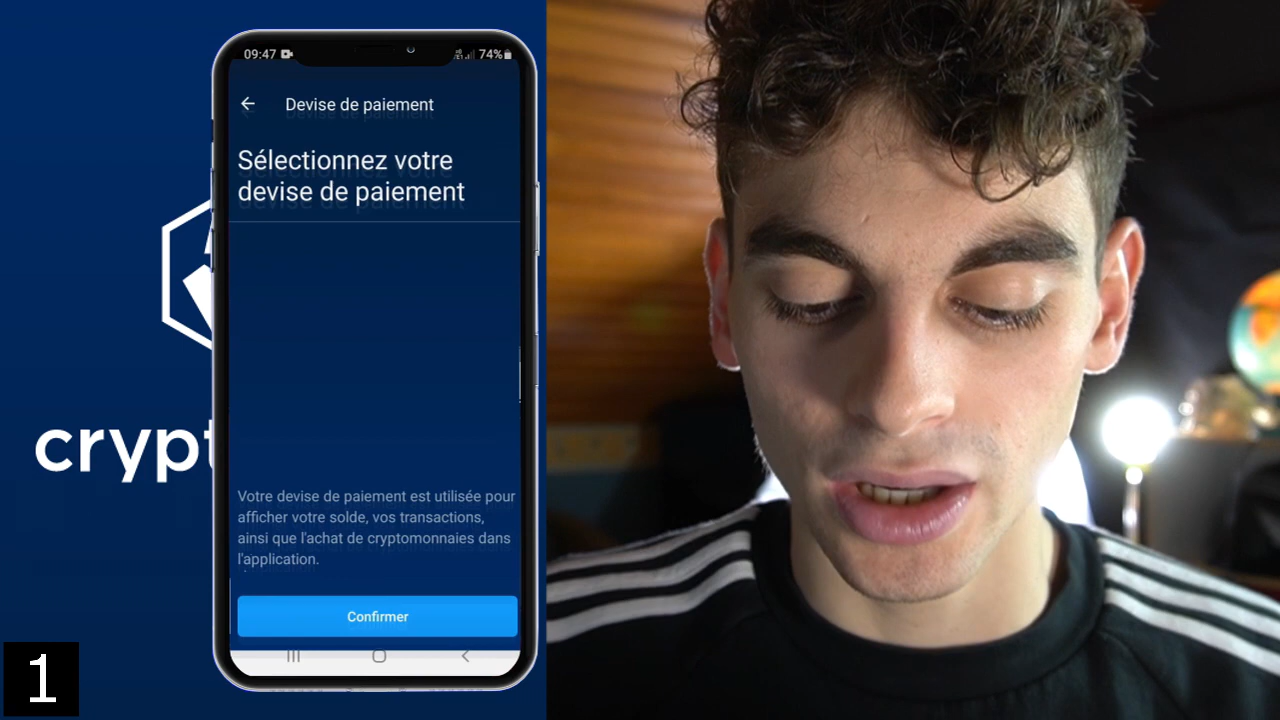 09:47
74%
Devise de paiement
Sélectionnez votre
devise de paiement
Votre devise de paiement est utilisée pour
afficher votre solde, vos transactions,
ainsi que l'achat de cryptomonnaies dans
l'application.
Confirmer
crypt
1